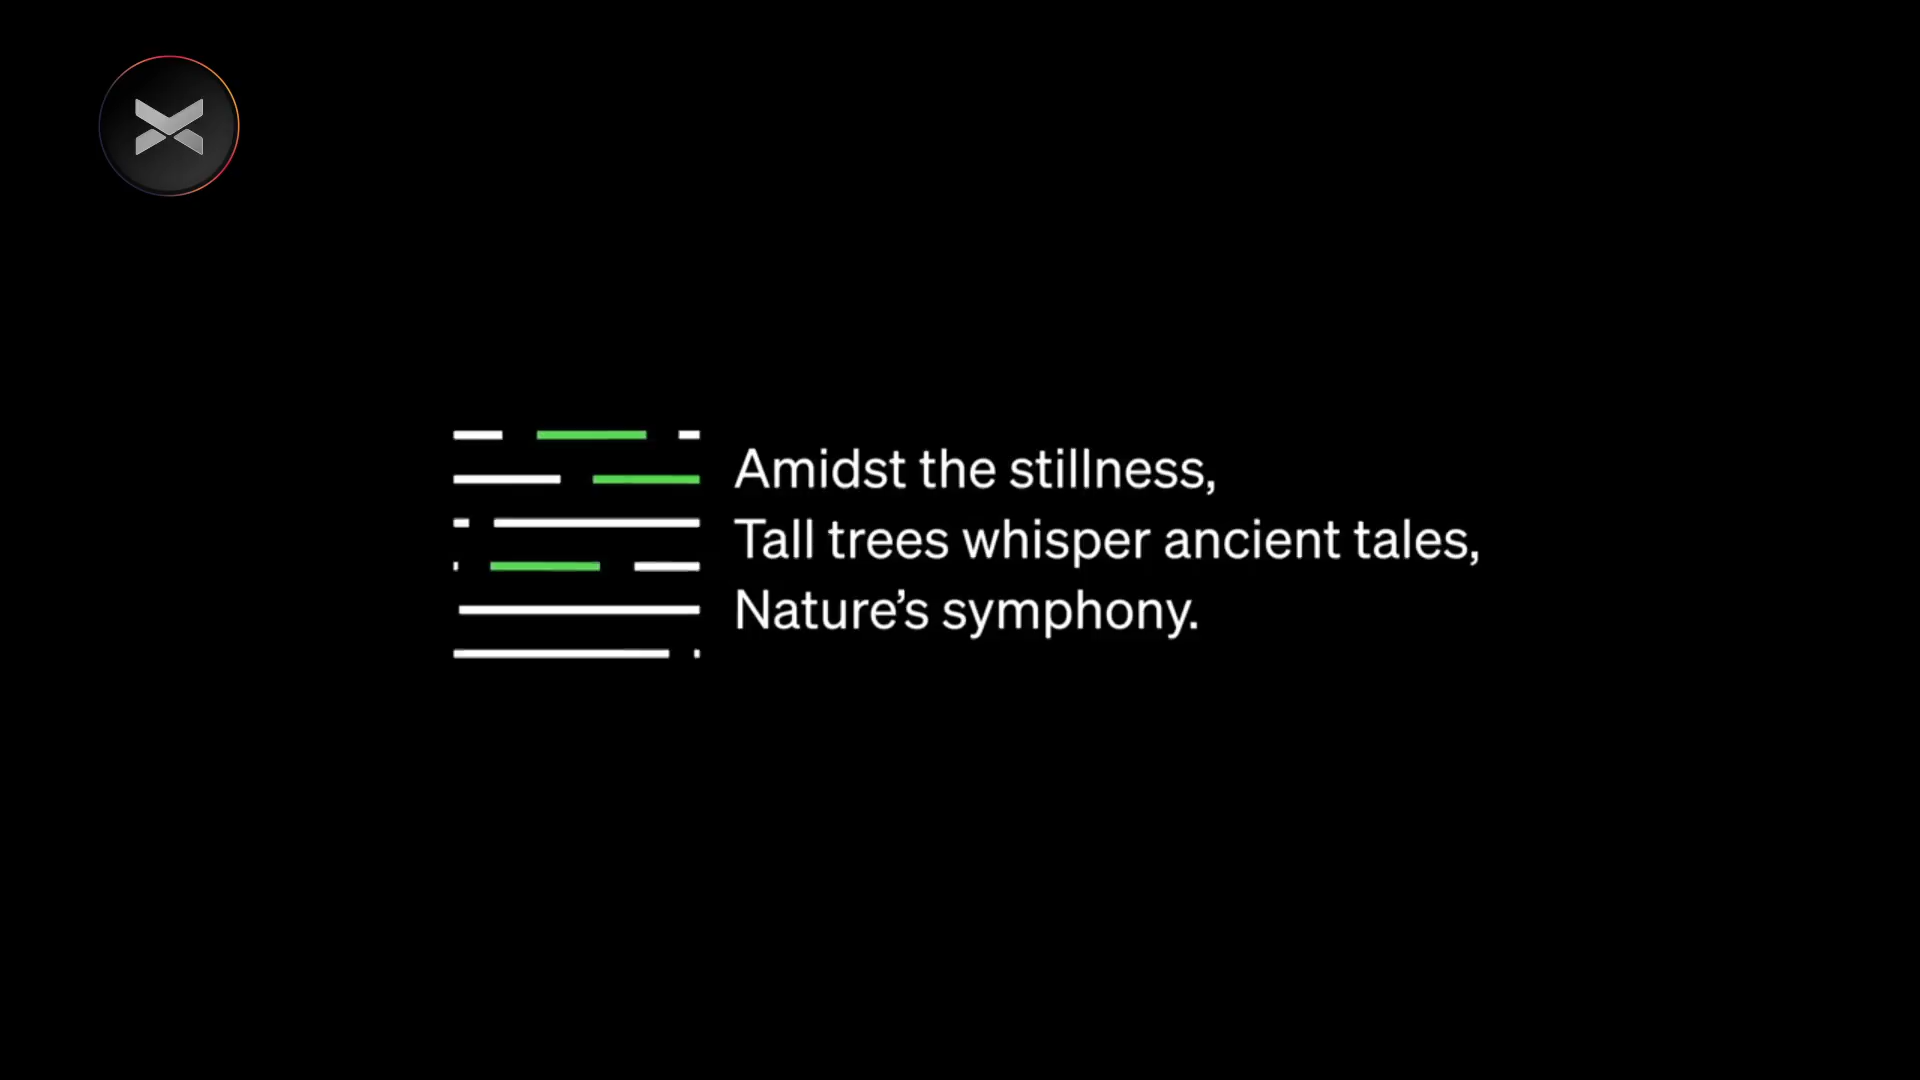 Amidst the stillness,
Tall trees whisper ancient tales,
Nature’s symphony.